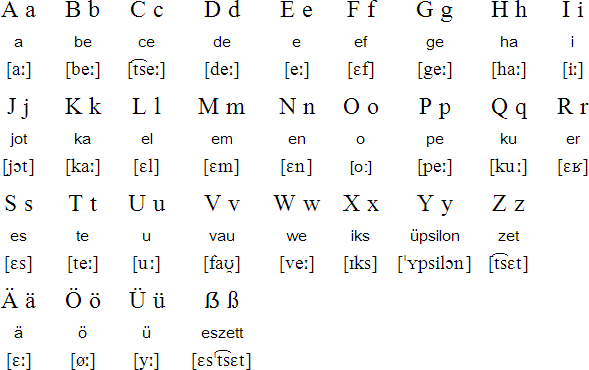 A a B b C c D d E e F f G g H h I i
a be ce de e ef ge ha i
[aː] [beː] [t͡seː] [deː] [eː] [ɛf] [geː] [haː] [iː]
J j K k L l M m N n O o P p Q q R r
jot ka el em en o pe ku er
[jɔt] [kaː] [ɛl] [ɛm] [ɛn] [oː] [peː] [kuː] [ɛʁ]
S s T t U u V v W w X x Y y Z z
es te u vau we iks üpsilon zet
[ɛs] [teː] [uː] [faʊ̯] [veː] [ɪks] [ˈʏpsilɔn] [t͡sɛt]
Ä ä Ö ö Ü ü ẞ ß
ä ö ü eszett
[ɛː] [øː] [yː] [ɛsˈt͡sɛt]